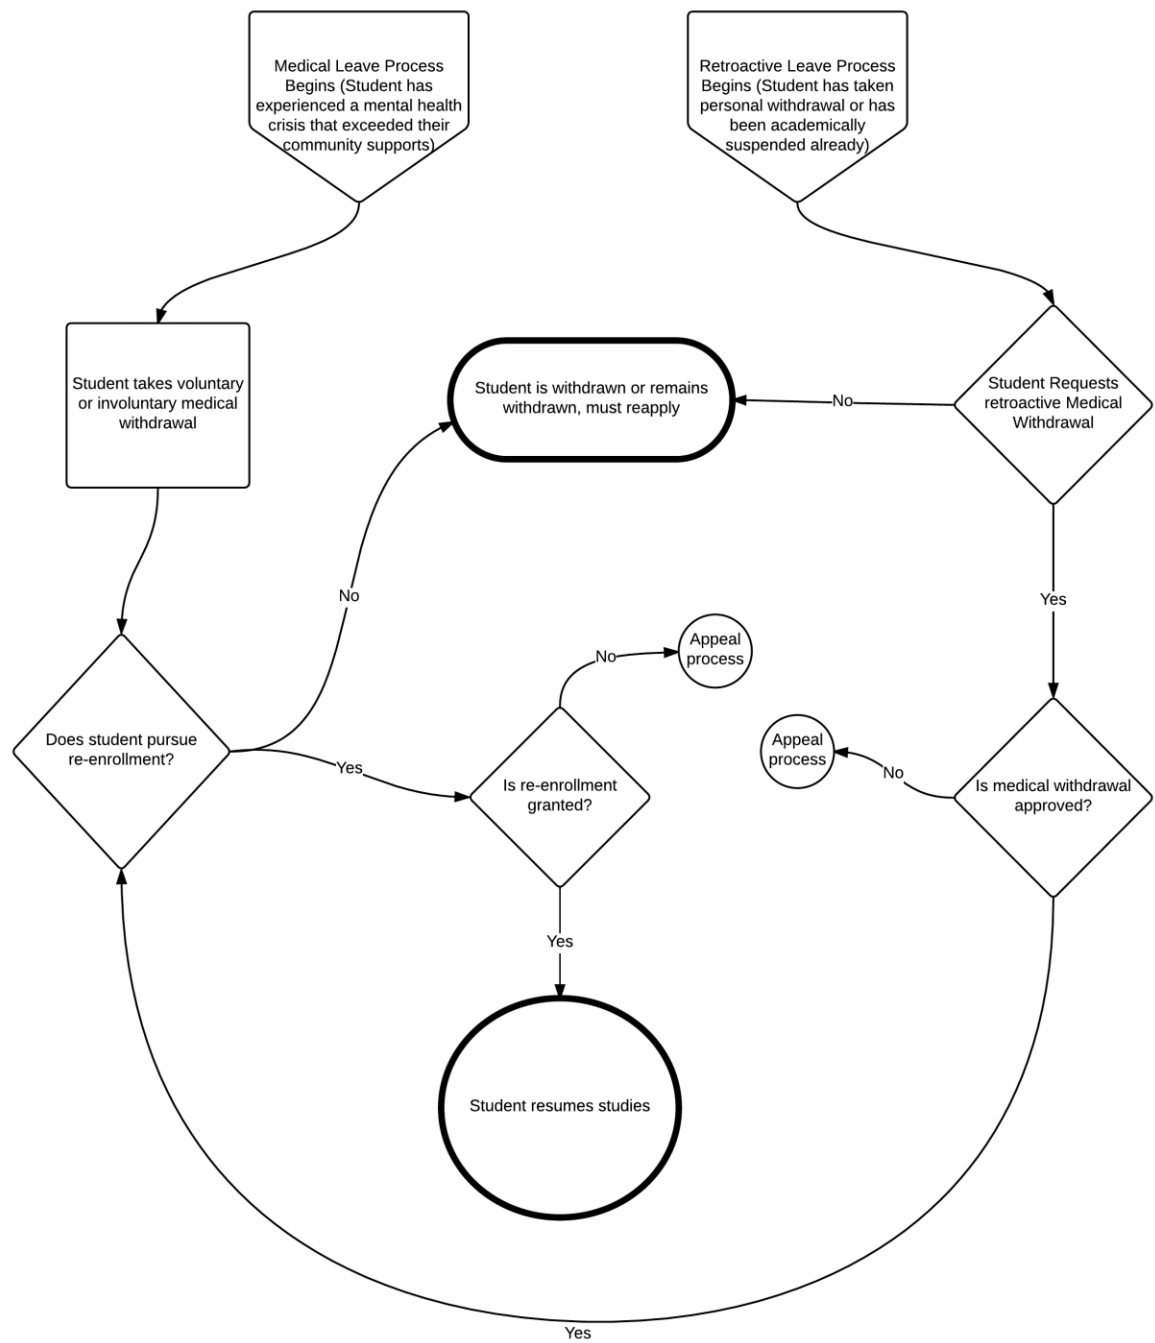 Medical Leave Process
Begins (Student has
experienced a mental health
crisis that exceeded their
community supports)
Retroactive Leave Process
Begins (Student has taken
personal withdrawal or has
been academically
suspended already)
Student takes voluntary
or involuntary medical
withdrawal
Student is withdrawn or remains
withdrawn, must reapply
No
Student Requests
retroactive Medical
Withdrawal
No
Yes
Does student pursue
re-enrollment?
Yes
No
Appeal
process
Is re-enrollment
granted?
Appeal
process
No
Is medical withdrawal
approved?
Yes
Student resumes studies
Yes